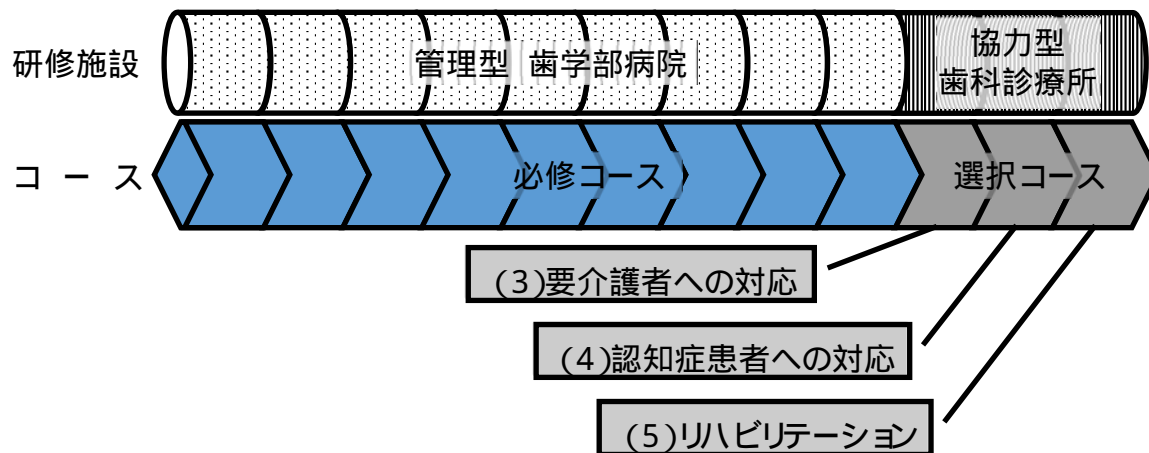 研修施設
管理型 歯学部病院
協力型
歯科診療所
コース
必修コース
選択コース
(3)要介護者への対応
(4)認知症患者への対応
(5)リハビリテーション